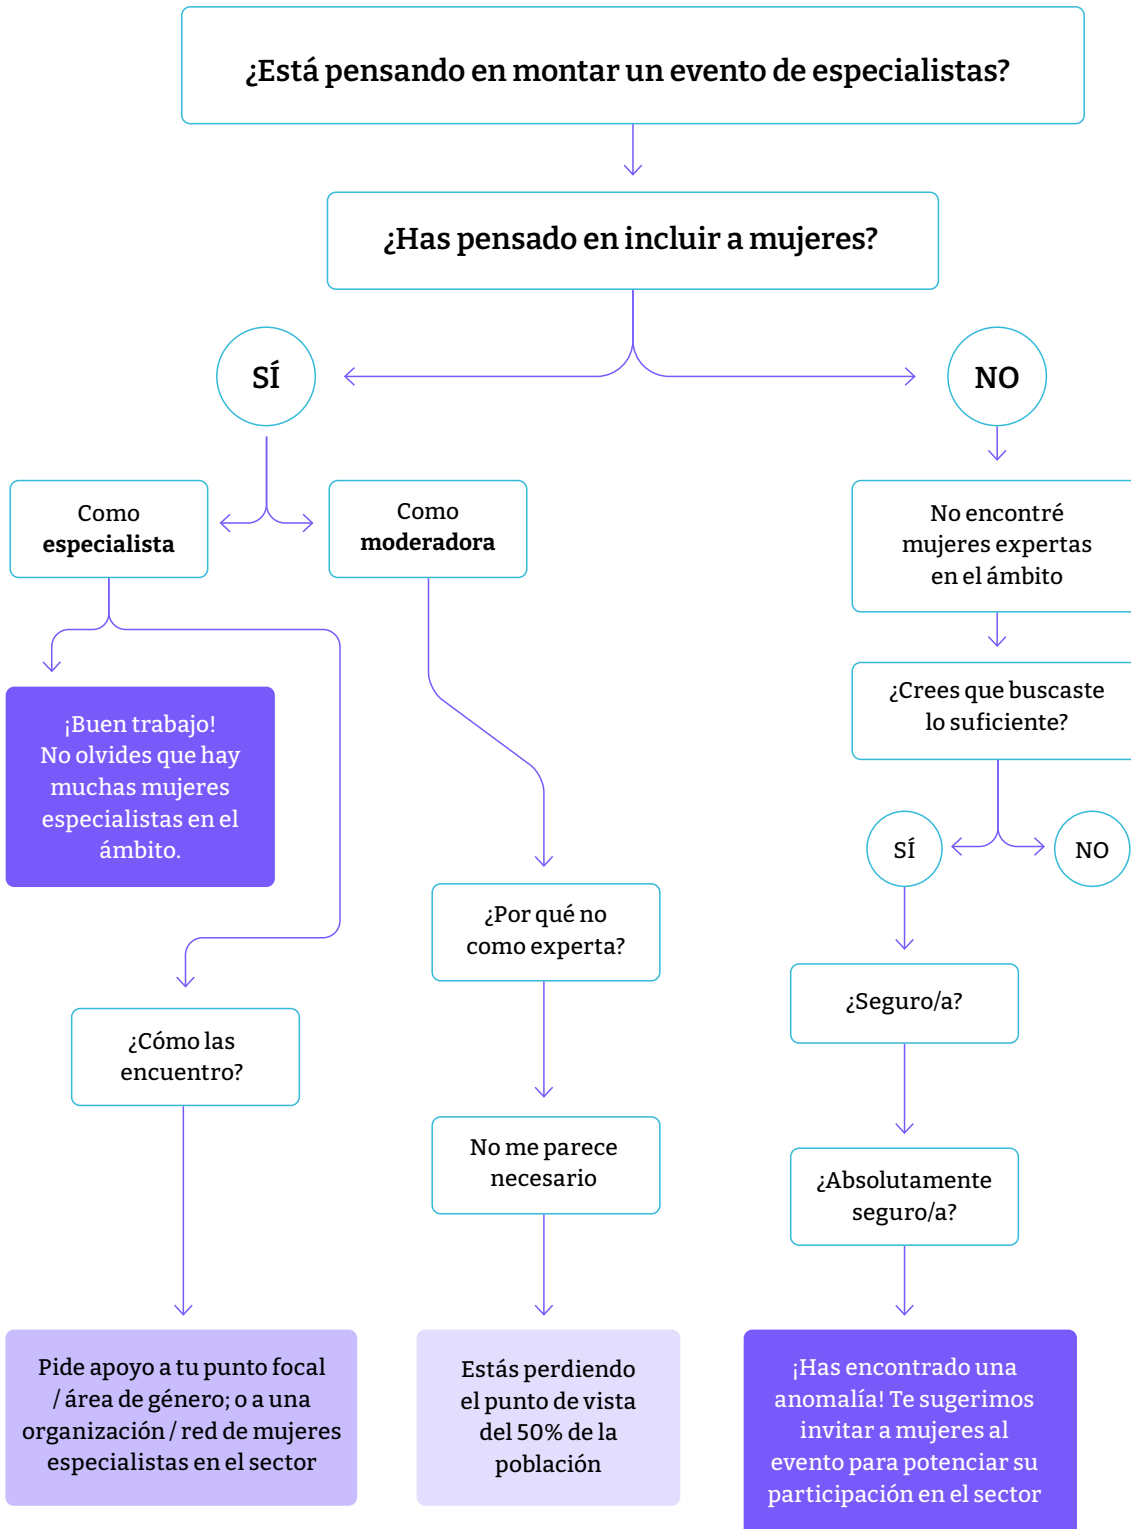 ¿Está pensando en montar un evento de especialistas?
¿Has pensado en incluir a mujeres?
SÍ
NO
Como
especialista
Como
moderadora
No encontré
mujeres expertas
en el ámbito
¿Crees que buscaste
lo suficiente?
¡Buen trabajo!
No olvides que hay
muchas mujeres
especialistas en el
ámbito.
SÍ
NO
¿Por qué no
como experta?
¿Seguro/a?
¿Cómo las
encuentro?
No me parece
necesario
¿Absolutamente
seguro/a?
Pide apoyo a tu punto focal
/ área de género; o a una
organización / red de mujeres
especialistas en el sector
Estás perdiendo
el punto de vista
del 50% de la
población
¡Has encontrado una
anomalía! Te sugerimos
invitar a mujeres al
evento para potenciar su
participación en el sector